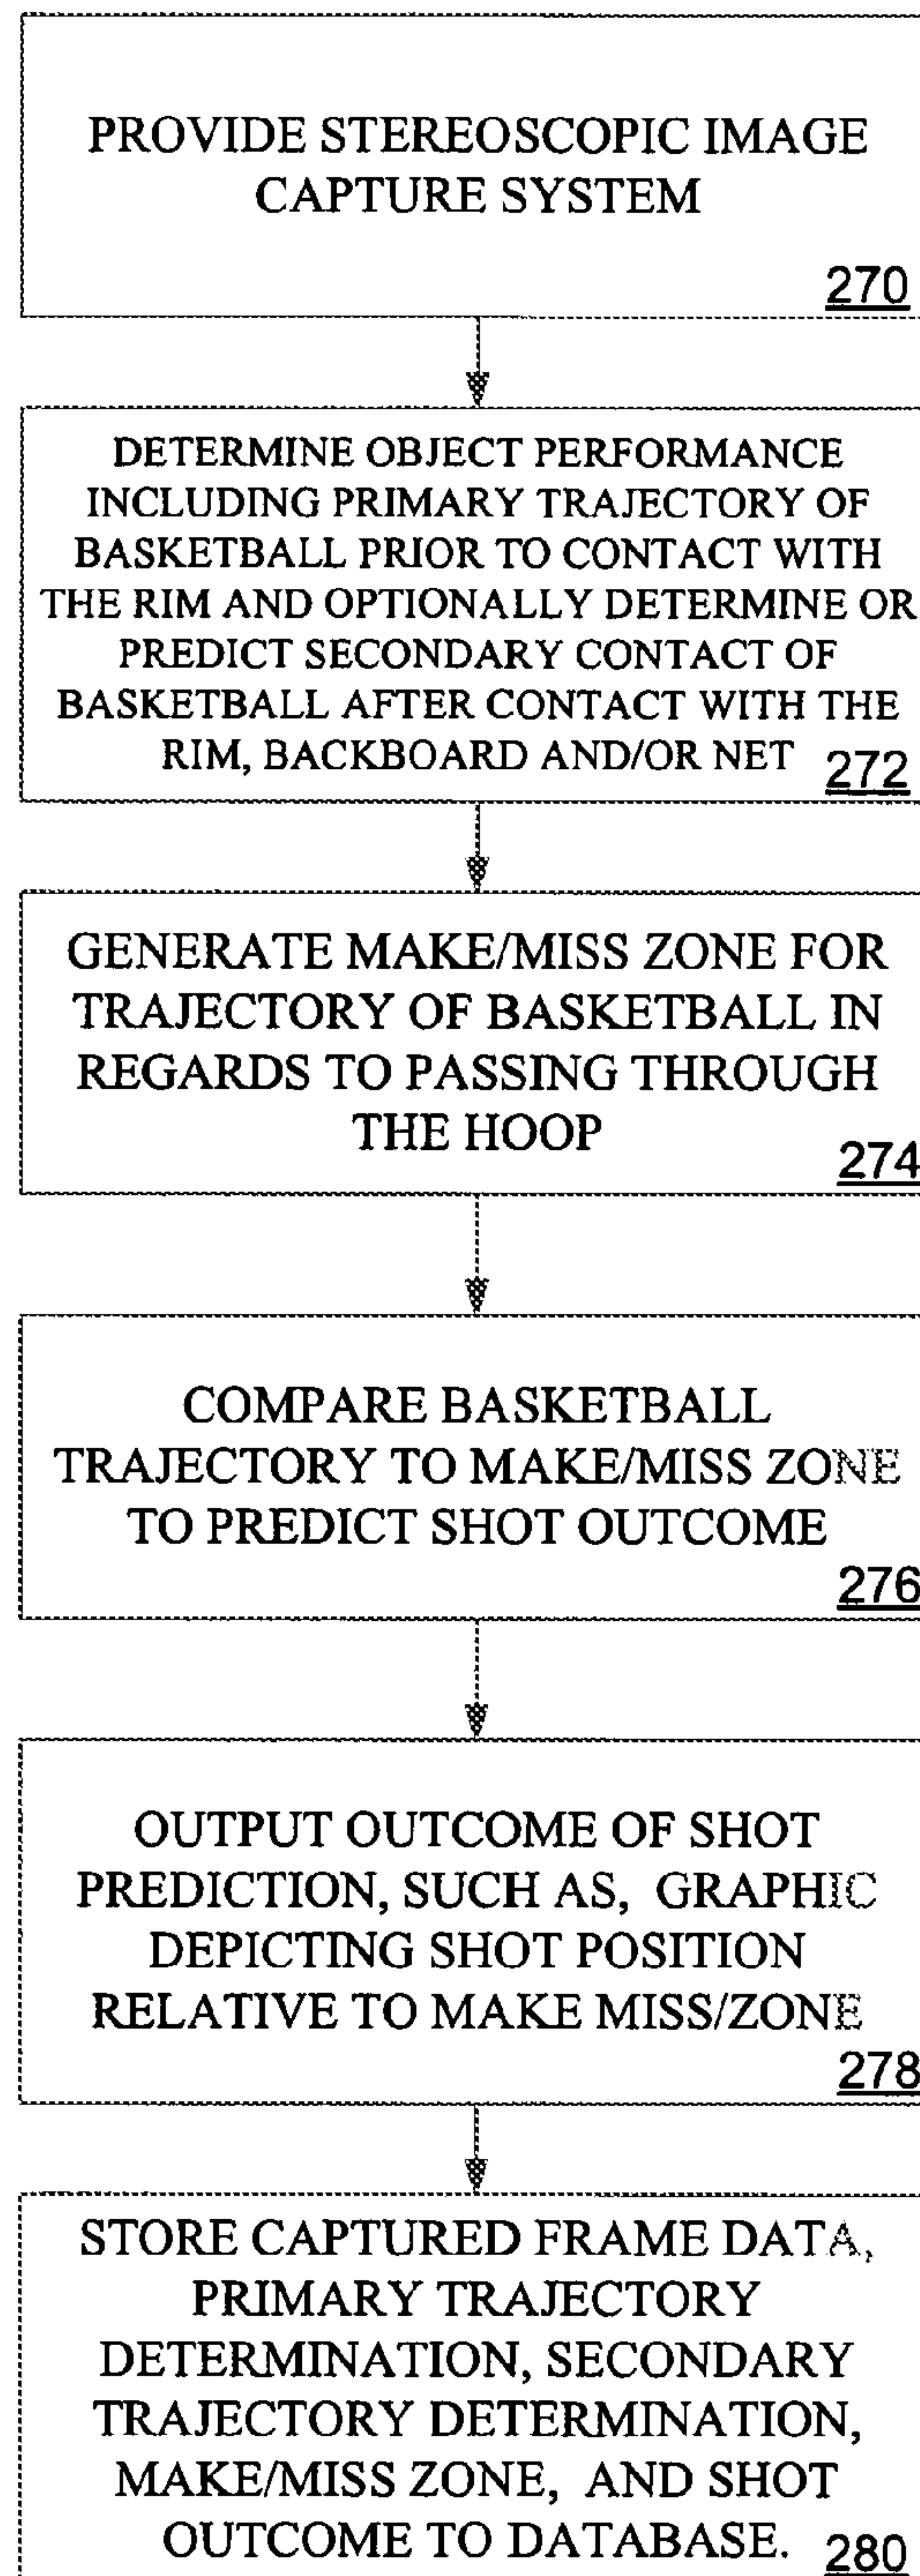 PROVIDE STEREOSCOPIC IMAGE
CAPTURE SYSTEM
270
DETERMINE OBJECT PERFORMANCE
INCLUDING PRIMARY TRAJECTORY OF
BASKETBALL PRIOR TO CONTACT WITH
THE RIM AND OPTIONALLY DETERMINE OR
PREDICT SECONDARY CONTACT OF
BASKETBALL AFTER CONTACT WITH THE
RIM, BACKBOARD AND/OR NET 272
GENERATE MAKE/MISS ZONE FOR
TRAJECTORY OF BASKETBALL IN
REGARDS TO PASSING THROUGH
THE HOOP
274
COMPARE BASKETBALL
TRAJECTORY TO MAKE/MISS ZONE
TO PREDICT SHOT OUTCOME
276
OUTPUT OUTCOME OF SHOT
PREDICTION, SUCH AS, GRAPHIC
DEPICTING SHOT POSITION
RELATIVE TO MAKE MISS/ZONE
278
STORE CAPTURED FRAME DATA,
PRIMARY TRAJECTORY
DETERMINATION, SECONDARY
TRAJECTORY DETERMINATION,
MAKE/MISS ZONE, AND SHOT
OUTCOME TO DATABASE. 280